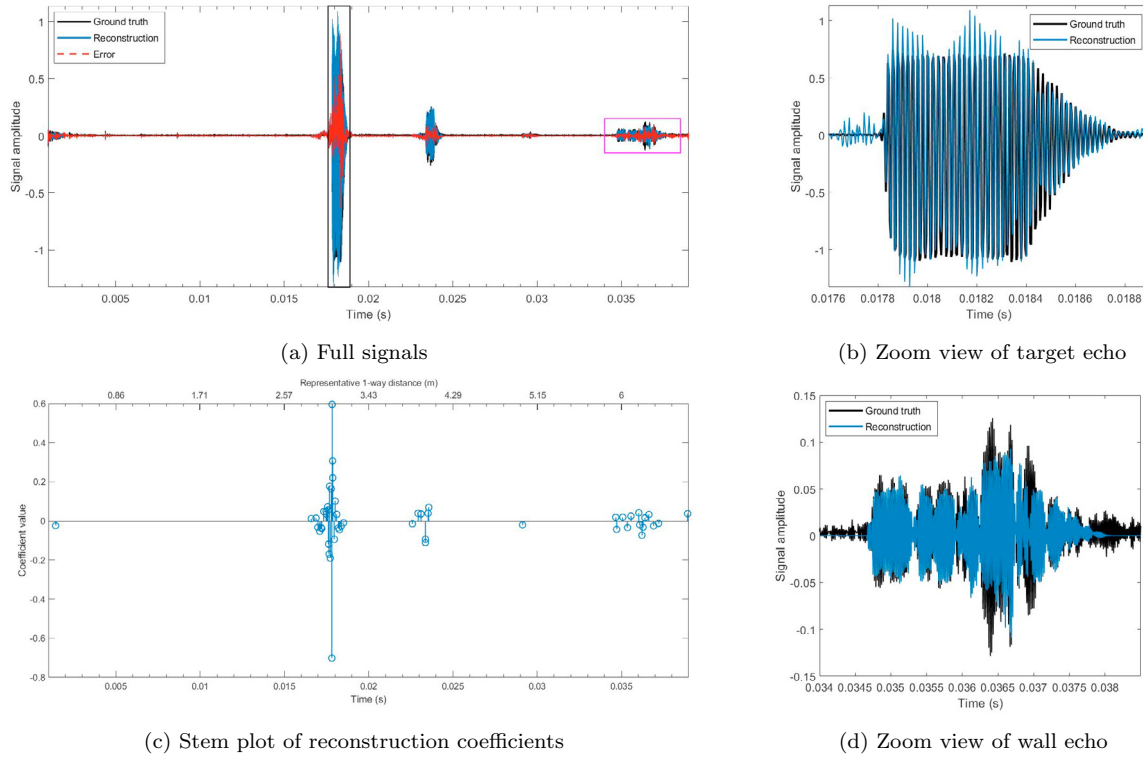 Ground truth
Reconstruction
Error
1
0.5
0
-0.5
-1
Signal amplitude
0.005 0.01 0.015 0.02 0.025 0.03 0.035
Time (s)
(a) Full signals
Ground truth
Reconstruction
1
0.5
0
-0.5
-1
Signal amplitude
0.0176 0.0178 0.018 0.0182 0.0184 0.0186 0.0188
Time (s)
(b) Zoom view of target echo
Representative 1-way distance (m)
0.86 1.71 2.57 3.43 4.29 5.15 6
0.6
0.4
0.2
0
-0.2
-0.4
-0.6
-0.8
Coefficient value
0.005 0.01 0.015 0.02 0.025 0.03 0.035
Time (s)
(c) Stem plot of reconstruction coefficients
Ground truth
Reconstruction
0.15
0.1
0.05
0
-0.05
-0.1
-0.15
Signal amplitude
0.034 0.0345 0.035 0.0355 0.036 0.0365 0.037 0.0375 0.038
Time (s)
(d) Zoom view of wall echo